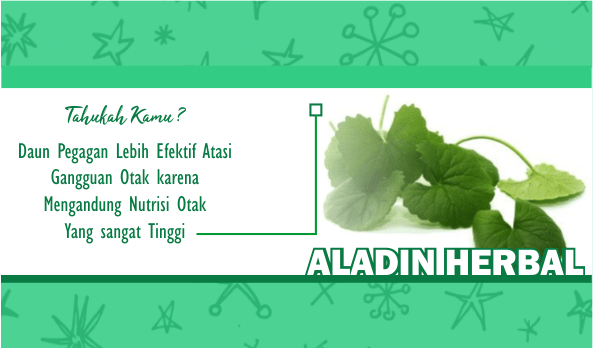 Tahukah Kamu?
Daun Pegagan Lebih Efektif Atasi
Gangguan Otak karena
Mengandung Nutrisi Otak
Yang sangat Tinggi
ALADIN HERBAL